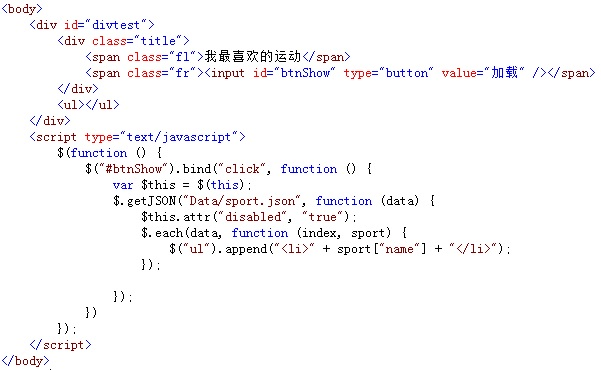 <body>
    <div id="divtest">
        <div class="title">
            <span class="fl">我最喜欢的运动</span>
            <span class="fr"><input id="btnShow" type="button" value="加载" /></span>
        </div>
        <ul></ul>
    </div>
    <script type="text/javascript">
        $(function () {
            $("#btnShow").bind("click", function () {
                var $this = $(this);
                $.getJSON("Data/sport.json", function (data) {
                    $this.attr("disabled", "true");
                    $.each(data, function (index, sport) {
                        $("ul").append("<li>" + sport["name"] + "</li>");
                    });

                });
            })
        });
    </script>
</body>